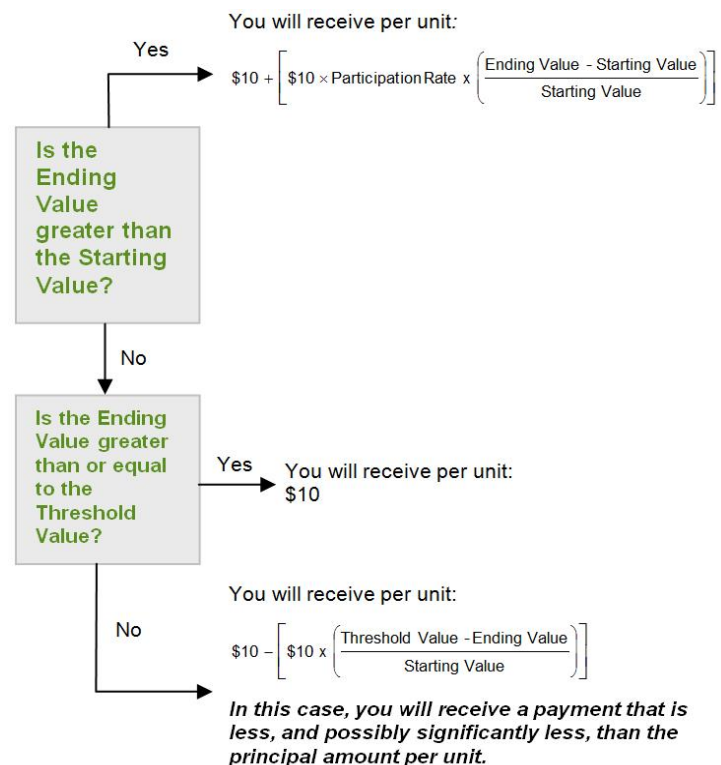 You will receive per unit:
Yes
$10 + [$10 × Participation Rate x (Ending Value - Starting Value / Starting Value)]
Is the
Ending
Value
greater than
the Starting
Value?
No
Is the Ending
Value greater
than or equal
to the
Threshold
Value?
Yes
You will receive per unit:
$10
You will receive per unit:
No
$10 – [$10 x (Threshold Value - Ending Value / Starting Value)]
In this case, you will receive a payment that is
less, and possibly significantly less, than the
principal amount per unit.